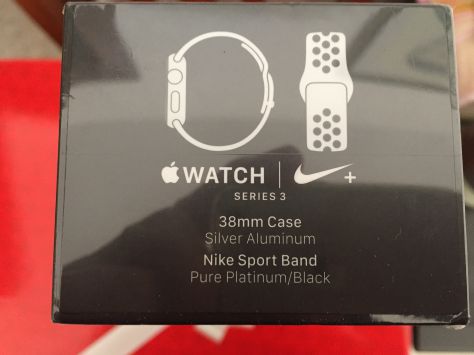 WATCH +
SERIES 3
38mm Case
Silver Aluminum
Nike Sport Band
Pure Platinum/Black